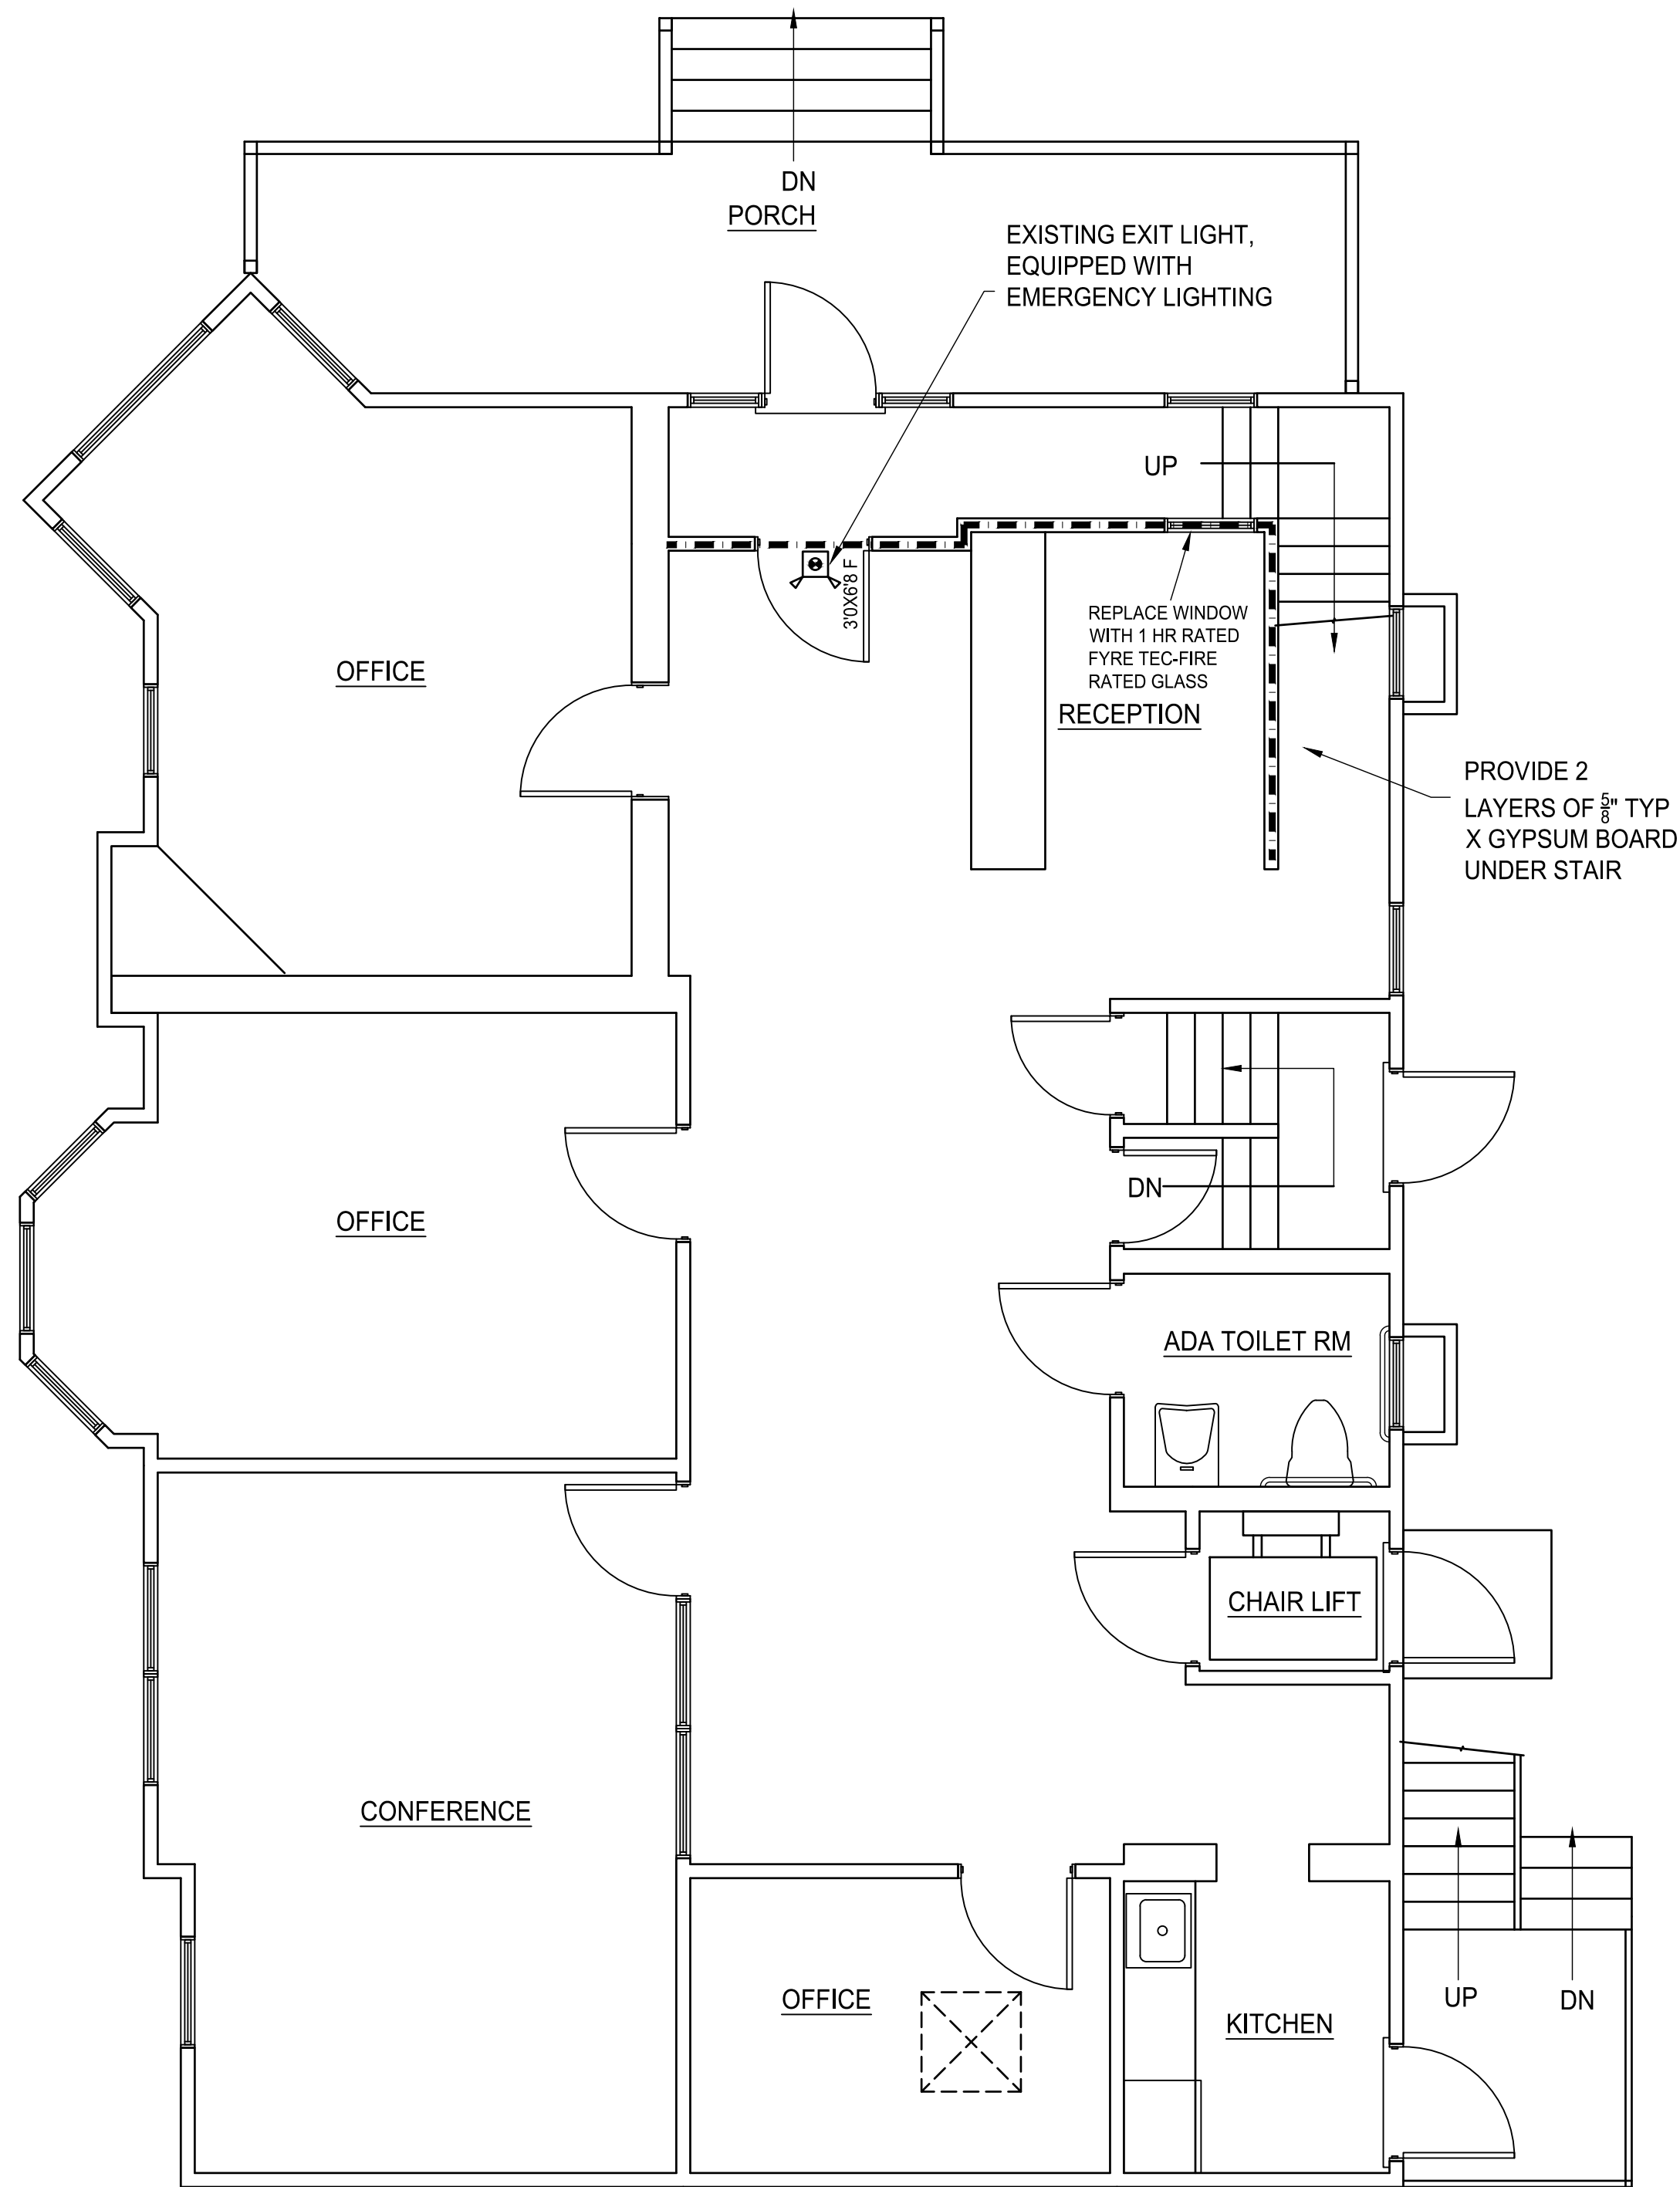 DN
PORCH
EXISTING EXIT LIGHT,
EQUIPPED WITH
EMERGENCY LIGHTING
UP
3'0X6'8 F
REPLACE WINDOW
WITH 1 HR RATED
FYRE TEC-FIRE
RATED GLASS
RECEPTION
OFFICE
PROVIDE 2
LAYERS OF 5/8" TYP
X GYPSUM BOARD
UNDER STAIR
DN
OFFICE
ADA TOILET RM
CHAIR LIFT
CONFERENCE
OFFICE
KITCHEN
UP
DN